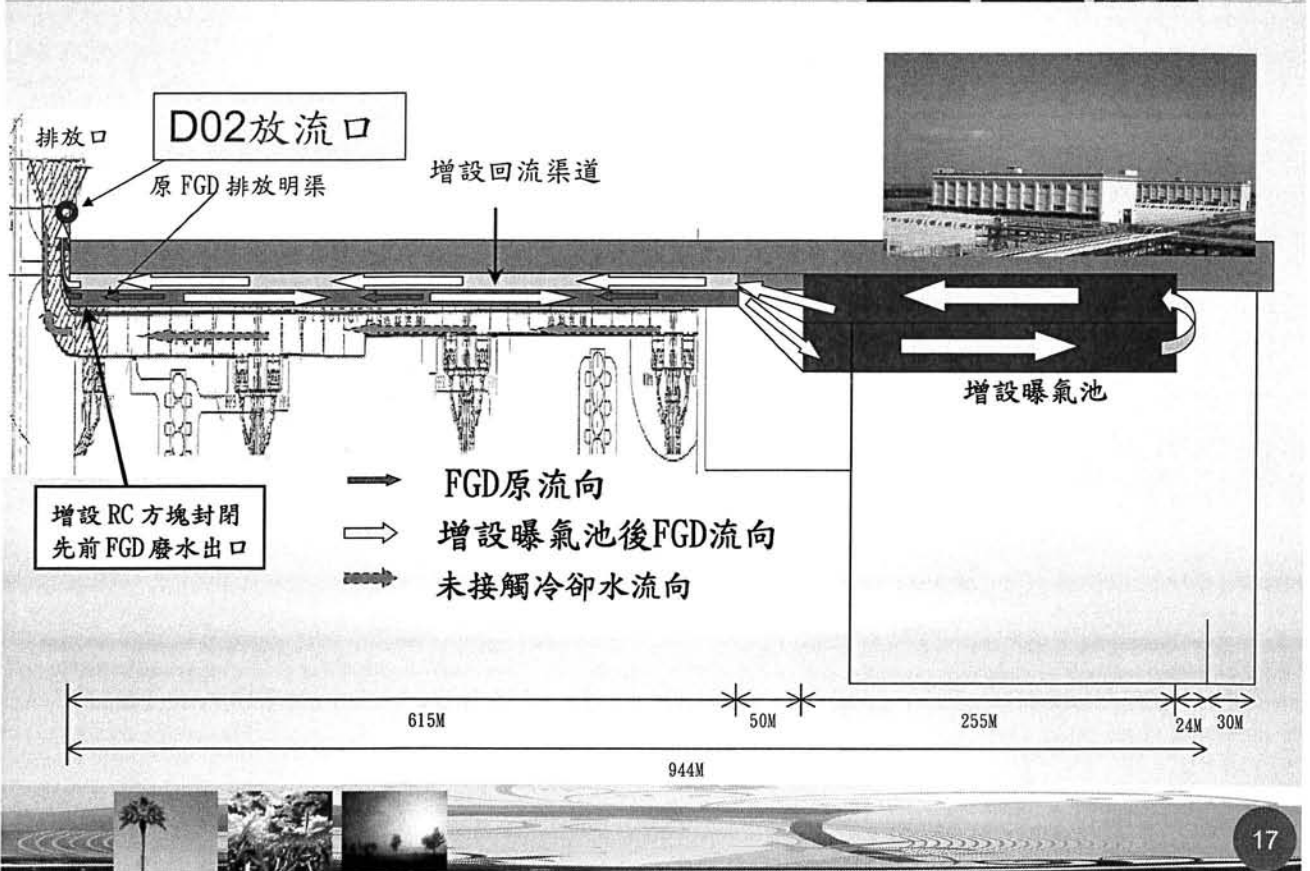 排放口
D02放流口
原 FGD 排放明渠
增設回流渠道
增設曝氣池
增設 RC 方塊封閉
先前 FGD 廢水出口
FGD原流向
增設曝氣池後FGD流向
未接觸冷卻水流向
615M
50M
255M
24M
30M
944M
17